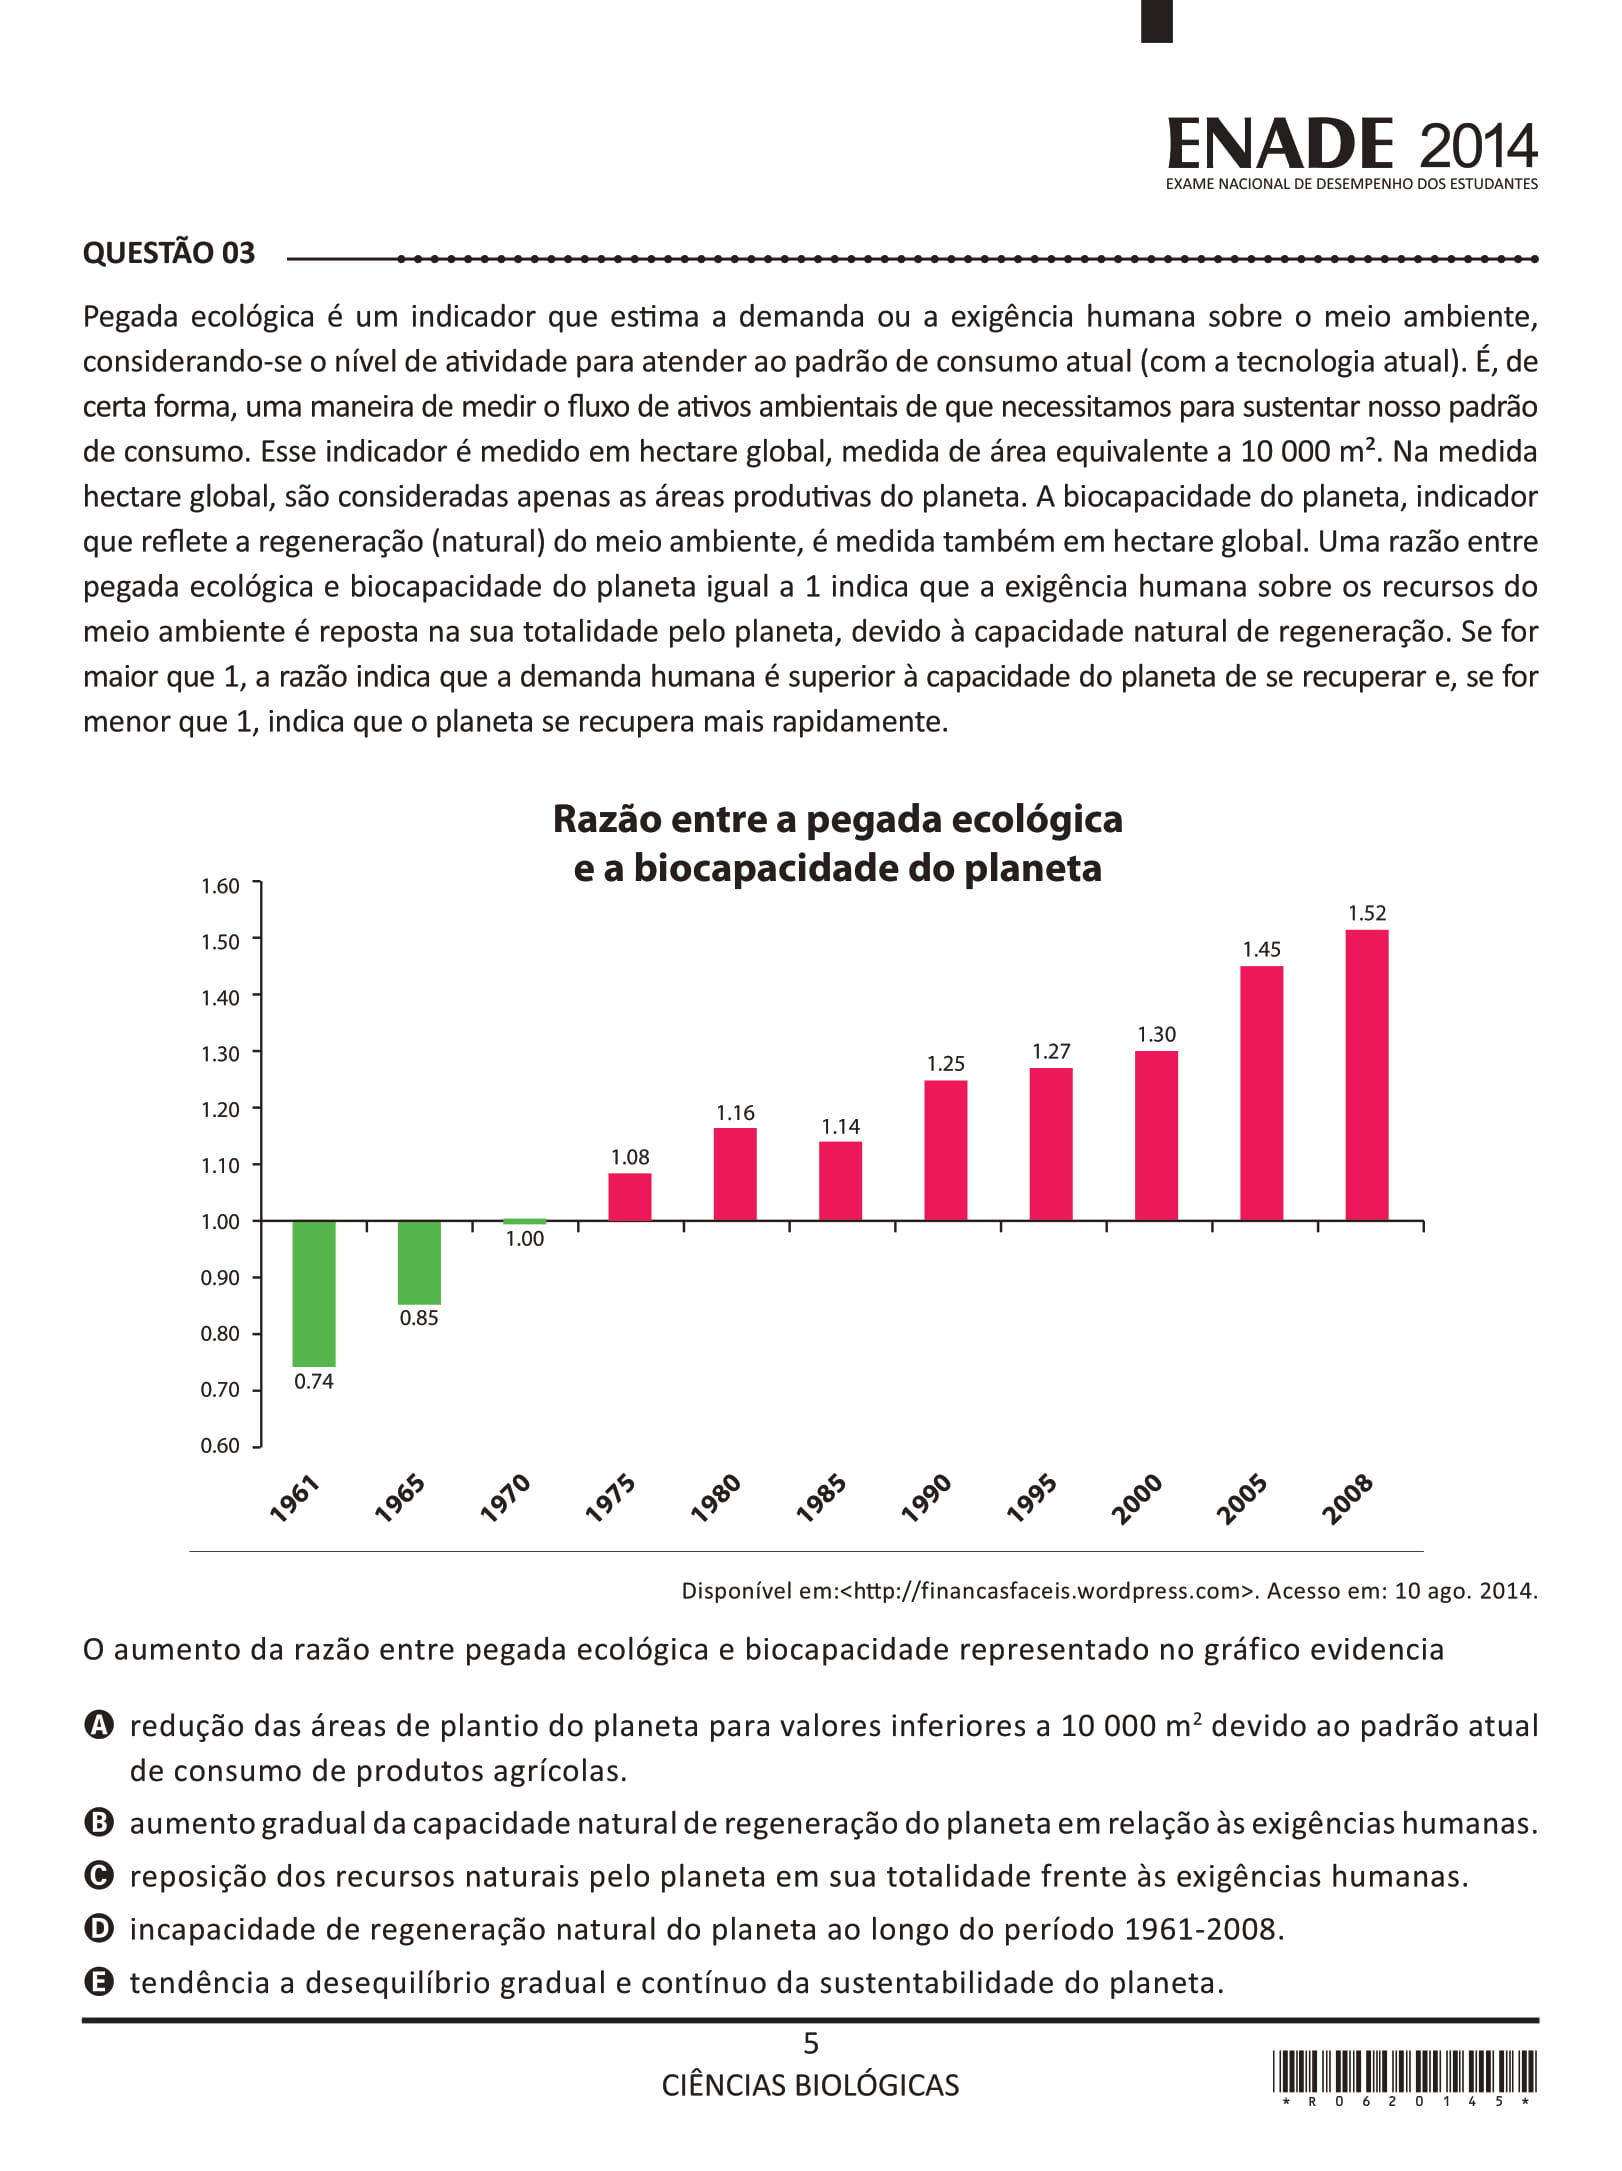 ENADE 2014
EXAME NACIONAL DE DESEMPENHO DOS ESTUDANTES
QUESTÃO 03
Pegada ecológica é um indicador que estima a demanda ou a exigência humana sobre o meio ambiente,
considerando-se o nível de atividade para atender ao padrão de consumo atual (com a tecnologia atual). É, de
certa forma, uma maneira de medir o fluxo de ativos ambientais de que necessitamos para sustentar nosso padrão
de consumo. Esse indicador é medido em hectare global, medida de área equivalente a 10 000 m². Na medida
hectare global, são consideradas apenas as áreas produtivas do planeta. A biocapacidade do planeta, indicador
que reflete a regeneração (natural) do meio ambiente, é medida também em hectare global. Uma razão entre
pegada ecológica e biocapacidade do planeta igual a 1 indica que a exigência humana sobre os recursos do
meio ambiente é reposta na sua totalidade pelo planeta, devido à capacidade natural de regeneração. Se for
maior que 1, a razão indica que a demanda humana é superior à capacidade do planeta de se recuperar e, se for
menor que 1, indica que o planeta se recupera mais rapidamente.
Razão entre a pegada ecológica
e a biocapacidade do planeta
1.60
1.50
1.40
1.30
1.20
1.10
1.00
0.90
0.80
0.70
0.60
0.74
0.85
1.00
1.08
1.16
1.14
1.25
1.27
1.30
1.45
1.52
1961
1965
1970
1975
1980
1985
1990
1995
2000
2005
2008
Disponível em:<http://financasfaceis.wordpress.com>. Acesso em: 10 ago. 2014.
O aumento da razão entre pegada ecológica e biocapacidade representado no gráfico evidencia
A redução das áreas de plantio do planeta para valores inferiores a 10 000 m² devido ao padrão atual
de consumo de produtos agrícolas.
B aumento gradual da capacidade natural de regeneração do planeta em relação às exigências humanas.
C reposição dos recursos naturais pelo planeta em sua totalidade frente às exigências humanas.
D incapacidade de regeneração natural do planeta ao longo do período 1961-2008.
E tendência a desequilíbrio gradual e contínuo da sustentabilidade do planeta.
5
CIÊNCIAS BIOLÓGICAS
*R0620145*